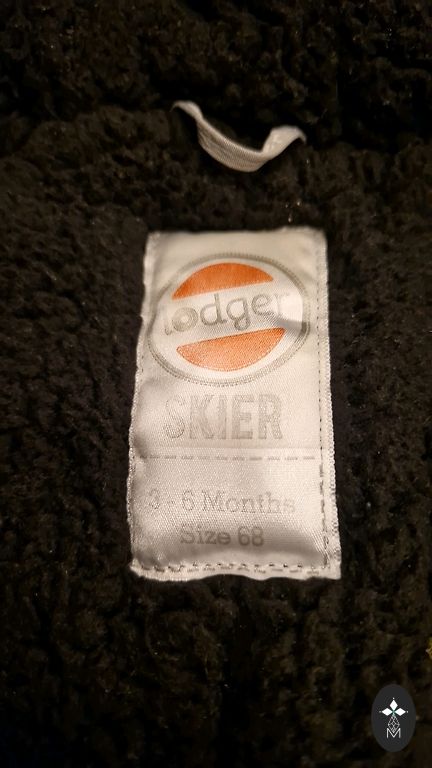 lodger
SKIER
3 - 6 Months
Size 68
M